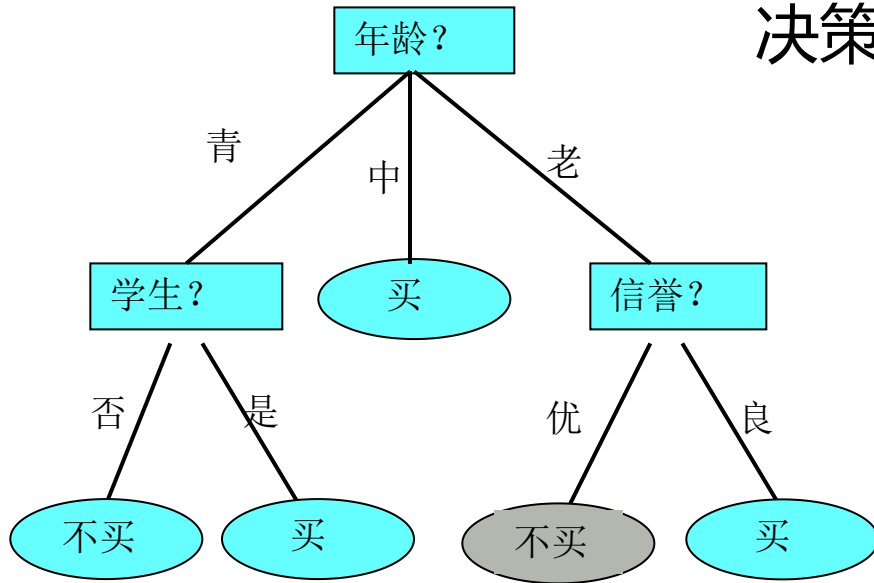 决策
年龄？
青
中
老
学生？
买
信誉？
否
是
优
良
不买
买
不买
买